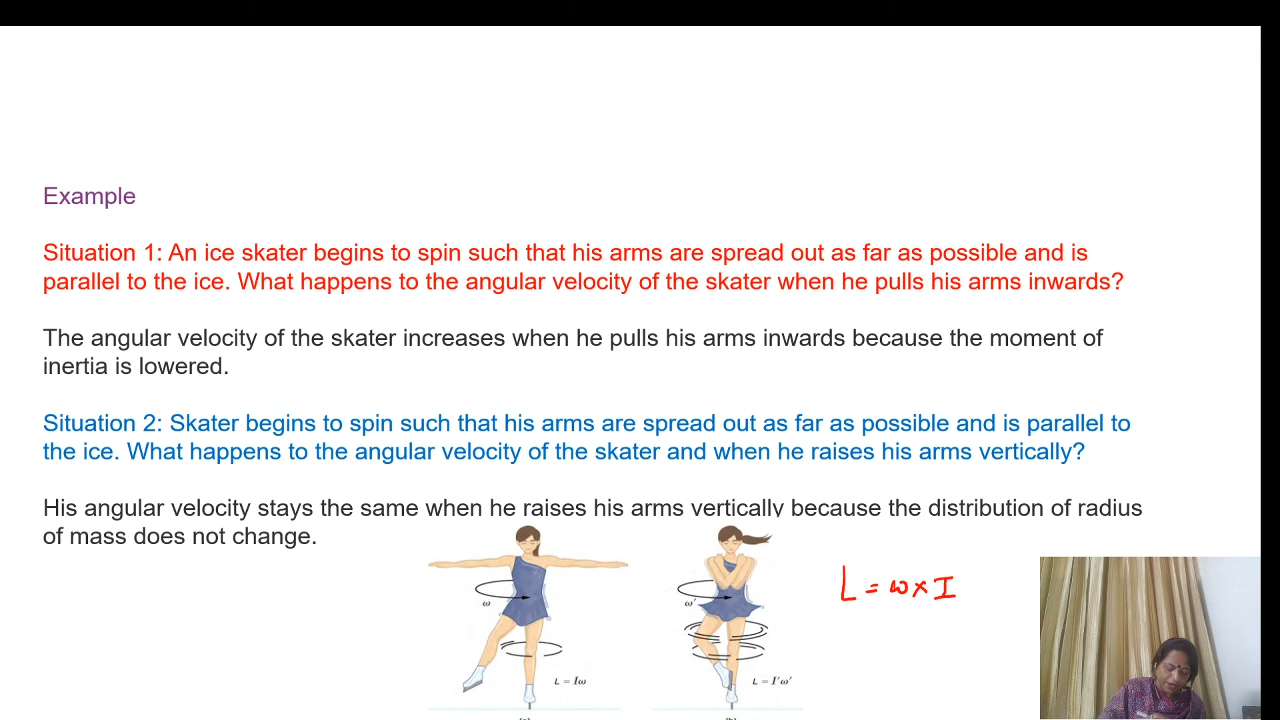 Example
Situation 1: An ice skater begins to spin such that his arms are spread out as far as possible and is
parallel to the ice. What happens to the angular velocity of the skater when he pulls his arms inwards?
The angular velocity of the skater increases when he pulls his arms inwards because the moment of
inertia is lowered.
Situation 2: Skater begins to spin such that his arms are spread out as far as possible and is parallel to
the ice. What happens to the angular velocity of the skater and when he raises his arms vertically?
His angular velocity stays the same when he raises his arms vertically because the distribution of radius
of mass does not change.
L = ω × I
ω
ω'
L = Iω
L = I'ω'